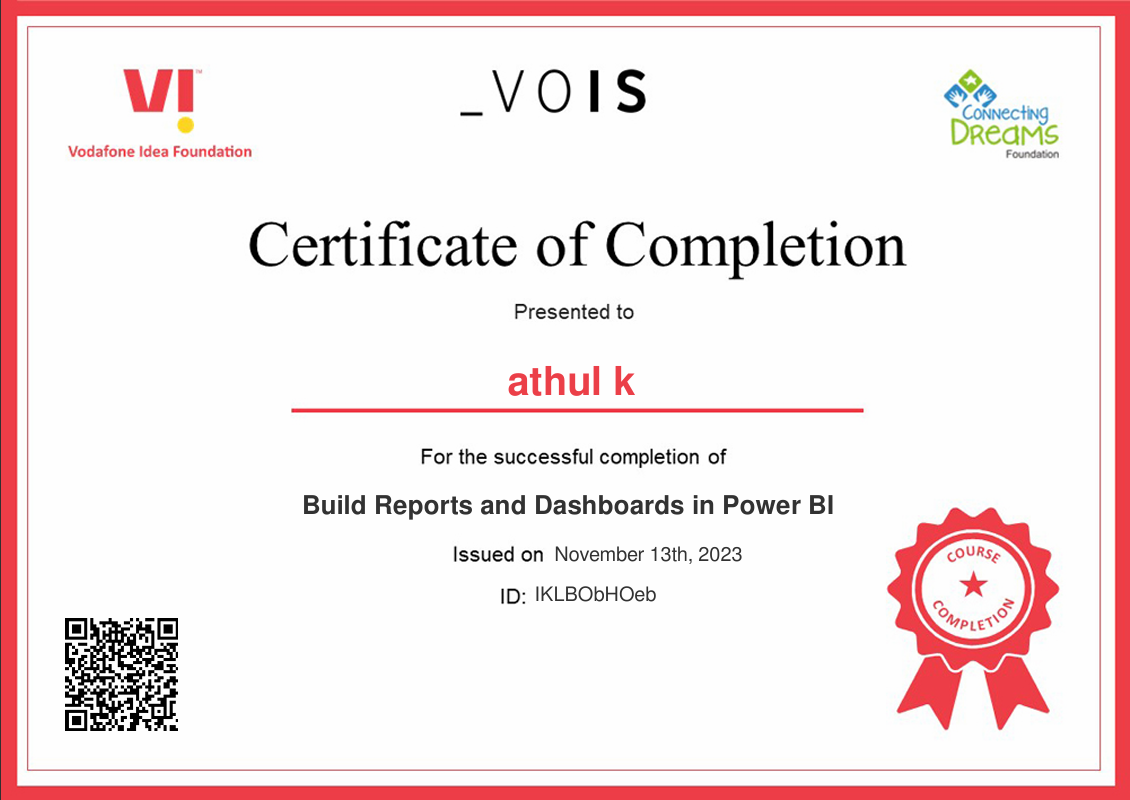 VI™
Vodafone Idea Foundation
_VOIS
Connecting
Dreams
Foundation
Certificate of Completion
Presented to
athul k
For the successful completion of
Build Reports and Dashboards in Power BI
Issued on November 13th, 2023
ID: IKLBObHOeb
COURSE
COMPLETION